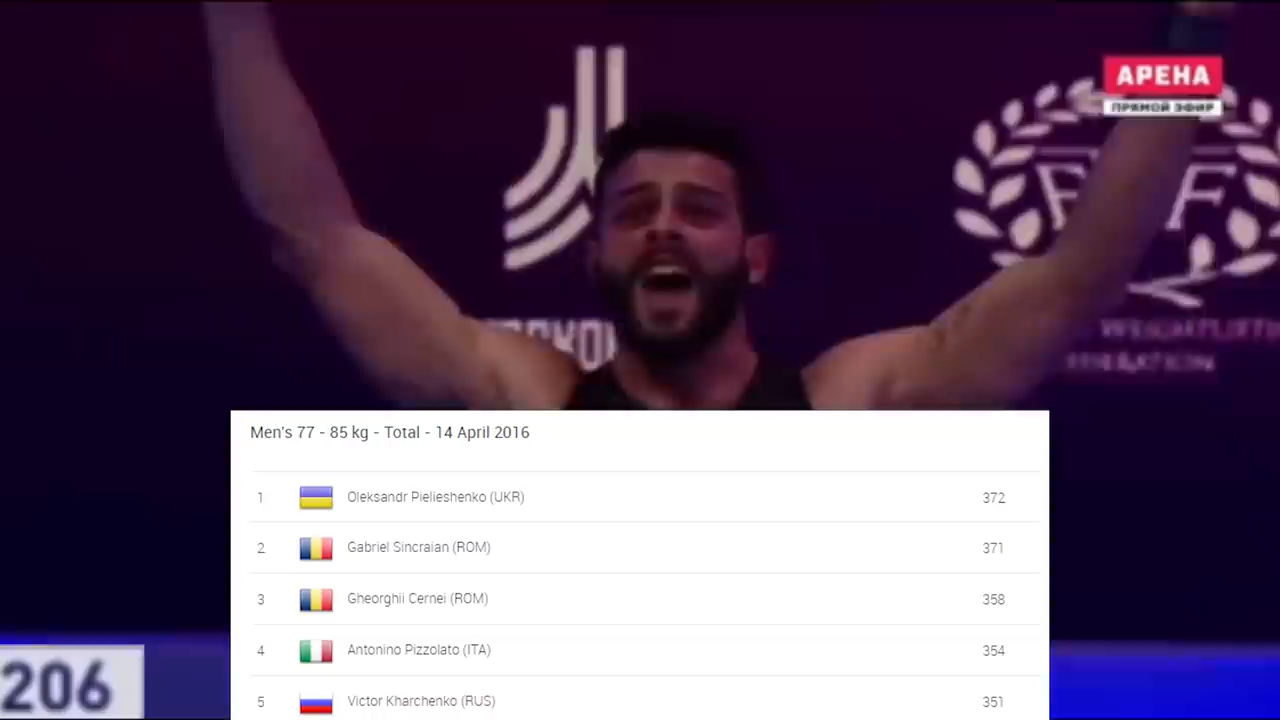 АРЕНА
ПРЯМОЙ ЭФИР
WEIGHTLIFTI
Men's 77 - 85 kg - Total - 14 April 2016
1 Oleksandr Pielieshenko (UKR) 372
2 Gabriel Sincraian (ROM) 371
3 Gheorghii Cernei (ROM) 358
4 Antonino Pizzolato (ITA) 354
5 Victor Kharchenko (RUS) 351
206